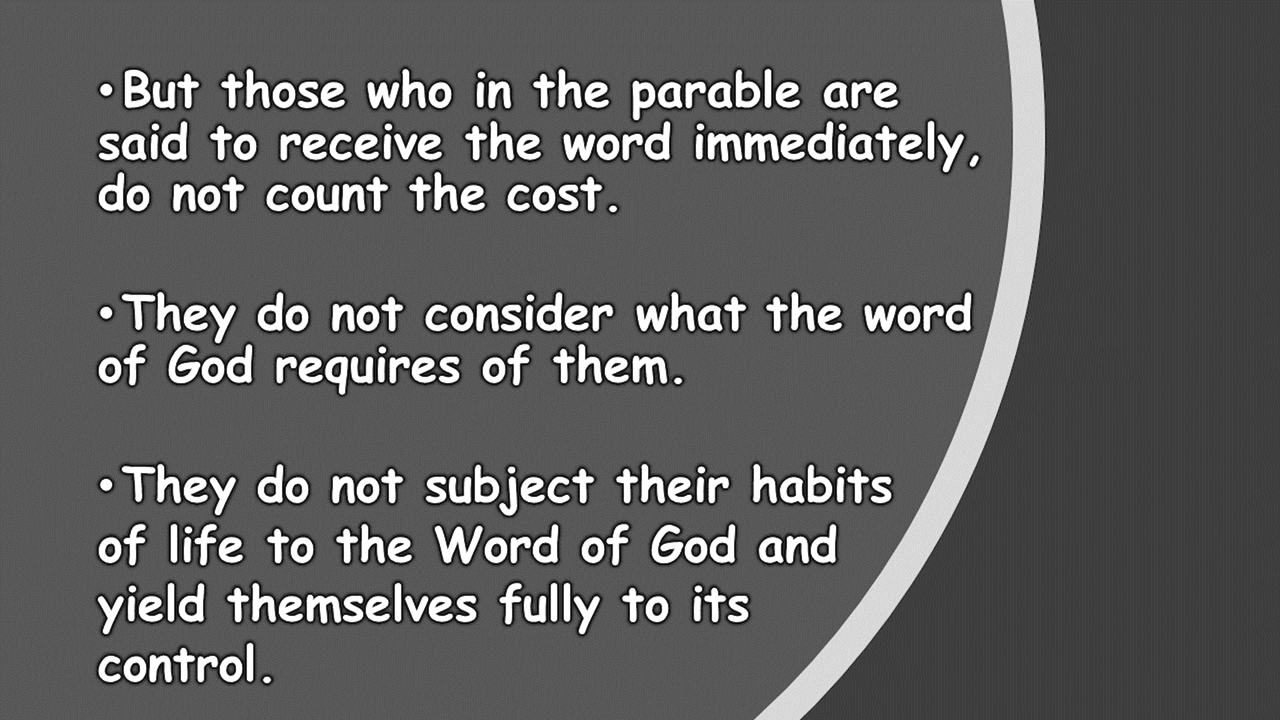 •But those who in the parable are
said to receive the word immediately,
do not count the cost.
•They do not consider what the word
of God requires of them.
•They do not subject their habits
of life to the Word of God and
yield themselves fully to its
control.